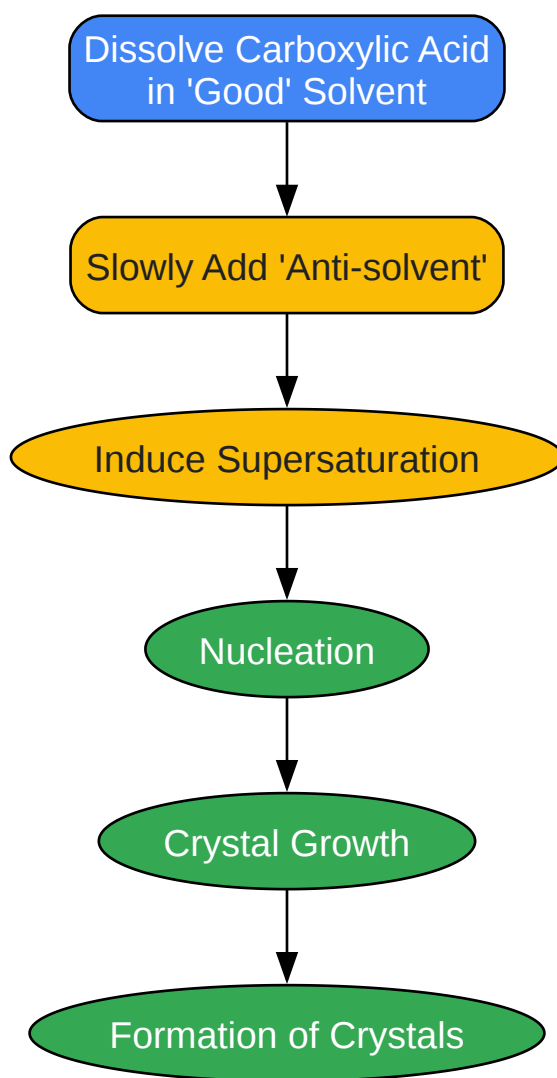 Dissolve Carboxylic Acid
in 'Good' Solvent
Slowly Add 'Anti-solvent'
Induce Supersaturation
Nucleation
Crystal Growth
Formation of Crystals